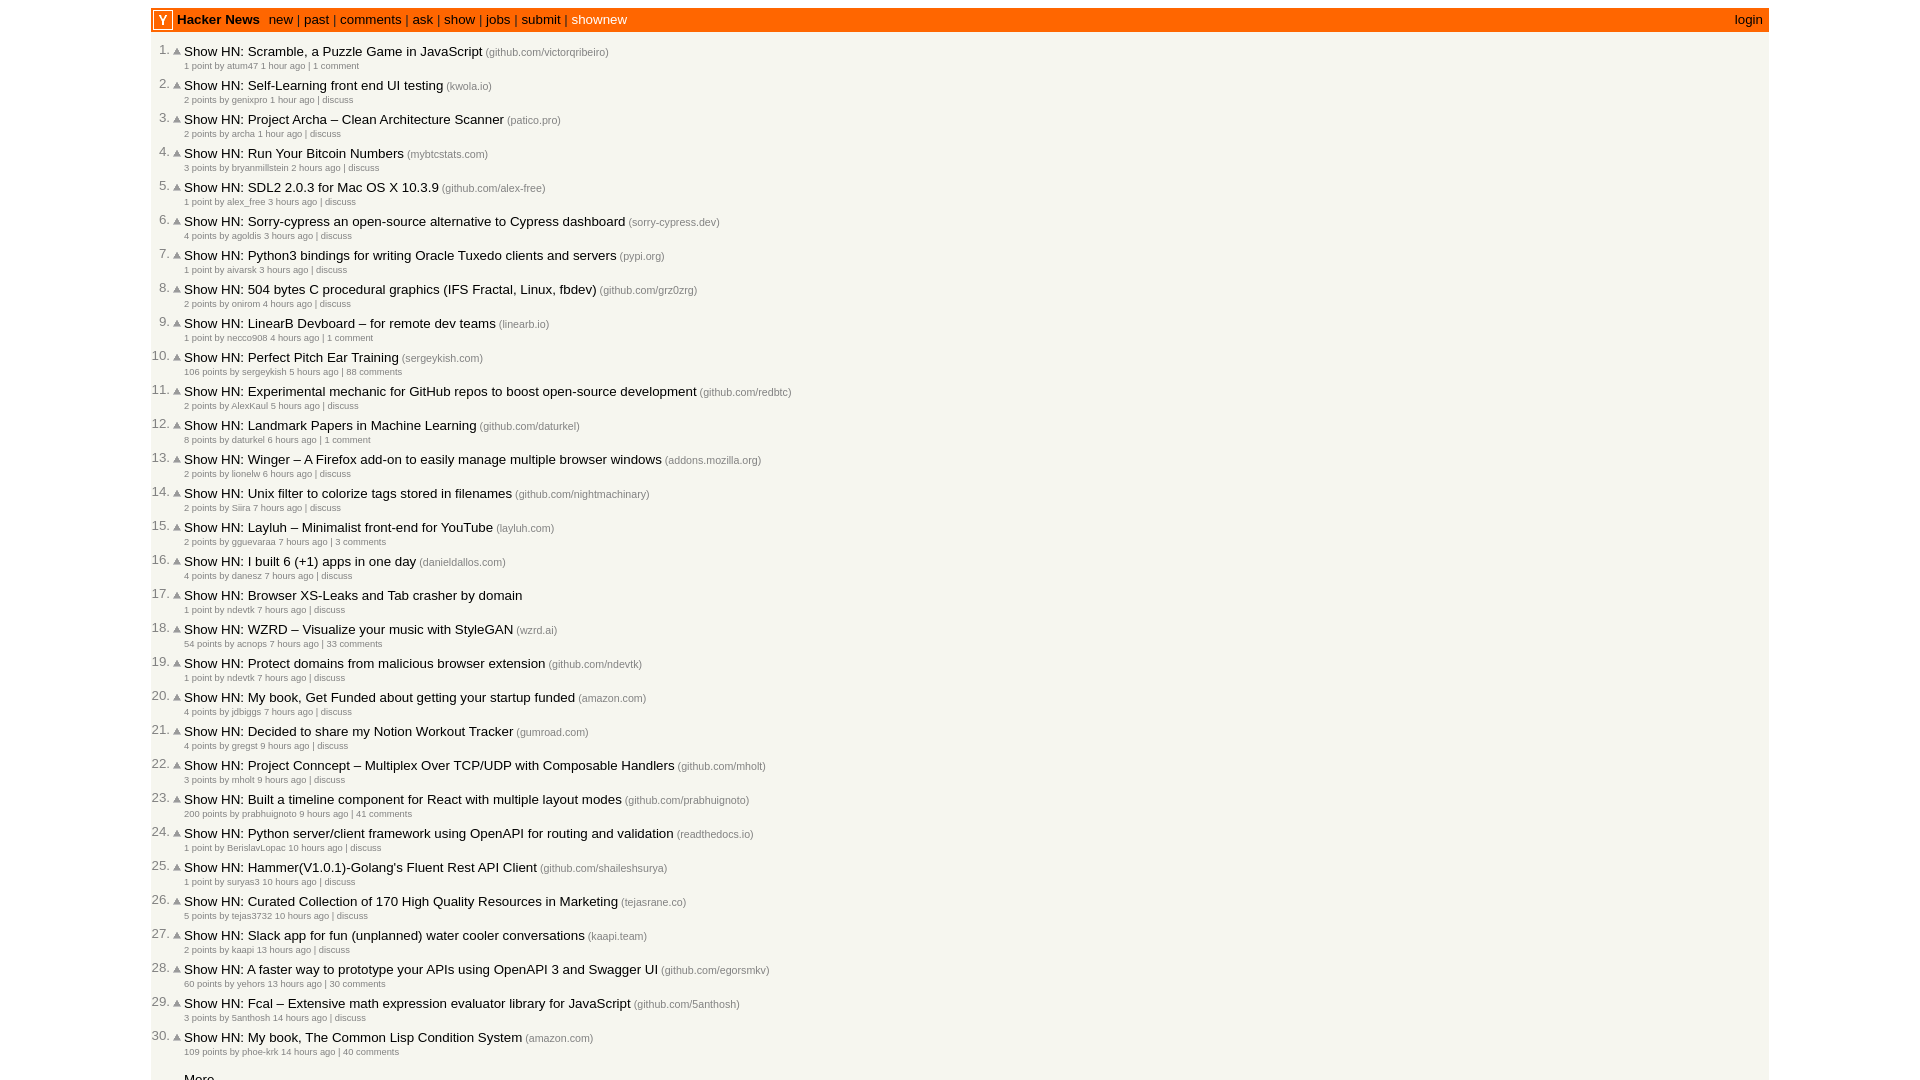 Y Hacker News new | past | comments | ask | show | jobs | submit | shownew login
1. Show HN: Scramble, a Puzzle Game in JavaScript (github.com/victorqribeiro)
1 point by atum47 1 hour ago | 1 comment
2. Show HN: Self-Learning front end UI testing (kwola.io)
2 points by genixpro 1 hour ago | discuss
3. Show HN: Project Archa – Clean Architecture Scanner (patico.pro)
2 points by archa 1 hour ago | discuss
4. Show HN: Run Your Bitcoin Numbers (mybtcstats.com)
3 points by bryanmillstein 2 hours ago | discuss
5. Show HN: SDL2 2.0.3 for Mac OS X 10.3.9 (github.com/alex-free)
1 point by alex_free 3 hours ago | discuss
6. Show HN: Sorry-cypress an open-source alternative to Cypress dashboard (sorry-cypress.dev)
4 points by agoldis 3 hours ago | discuss
7. Show HN: Python3 bindings for writing Oracle Tuxedo clients and servers (pypi.org)
1 point by aivarsk 3 hours ago | discuss
8. Show HN: 504 bytes C procedural graphics (IFS Fractal, Linux, fbdev) (github.com/grz0zrg)
2 points by onirom 4 hours ago | discuss
9. Show HN: LinearB Devboard – for remote dev teams (linearb.io)
1 point by necco908 4 hours ago | 1 comment
10. Show HN: Perfect Pitch Ear Training (sergeykish.com)
106 points by sergeykish 5 hours ago | 88 comments
11. Show HN: Experimental mechanic for GitHub repos to boost open-source development (github.com/redbtc)
2 points by AlexKaul 5 hours ago | discuss
12. Show HN: Landmark Papers in Machine Learning (github.com/daturkel)
8 points by daturkel 6 hours ago | 1 comment
13. Show HN: Winger – A Firefox add-on to easily manage multiple browser windows (addons.mozilla.org)
2 points by lionelw 6 hours ago | discuss
14. Show HN: Unix filter to colorize tags stored in filenames (github.com/nightmachinary)
2 points by Siira 7 hours ago | discuss
15. Show HN: Layluh – Minimalist front-end for YouTube (layluh.com)
2 points by gguevaraa 7 hours ago | 3 comments
16. Show HN: I built 6 (+1) apps in one day (danieldallos.com)
4 points by danesz 7 hours ago | discuss
17. Show HN: Browser XS-Leaks and Tab crasher by domain
1 point by ndevtk 7 hours ago | discuss
18. Show HN: WZRD – Visualize your music with StyleGAN (wzrd.ai)
54 points by acnops 7 hours ago | 33 comments
19. Show HN: Protect domains from malicious browser extension (github.com/ndevtk)
1 point by ndevtk 7 hours ago | discuss
20. Show HN: My book, Get Funded about getting your startup funded (amazon.com)
4 points by jdbiggs 7 hours ago | discuss
21. Show HN: Decided to share my Notion Workout Tracker (gumroad.com)
4 points by gregst 9 hours ago | discuss
22. Show HN: Project Conncept – Multiplex Over TCP/UDP with Composable Handlers (github.com/mholt)
3 points by mholt 9 hours ago | discuss
23. Show HN: Built a timeline component for React with multiple layout modes (github.com/prabhuignoto)
200 points by prabhuignoto 9 hours ago | 41 comments
24. Show HN: Python server/client framework using OpenAPI for routing and validation (readthedocs.io)
1 point by BerislavLopac 10 hours ago | discuss
25. Show HN: Hammer(V1.0.1)-Golang's Fluent Rest API Client (github.com/shaileshsurya)
1 point by suryas3 10 hours ago | discuss
26. Show HN: Curated Collection of 170 High Quality Resources in Marketing (tejasrane.co)
5 points by tejas3732 10 hours ago | discuss
27. Show HN: Slack app for fun (unplanned) water cooler conversations (kaapi.team)
2 points by kaapi 13 hours ago | discuss
28. Show HN: A faster way to prototype your APIs using OpenAPI 3 and Swagger UI (github.com/egorsmkv)
60 points by yehors 13 hours ago | 30 comments
29. Show HN: Fcal – Extensive math expression evaluator library for JavaScript (github.com/5anthosh)
3 points by 5anthosh 14 hours ago | discuss
30. Show HN: My book, The Common Lisp Condition System (amazon.com)
109 points by phoe-krk 14 hours ago | 40 comments
More